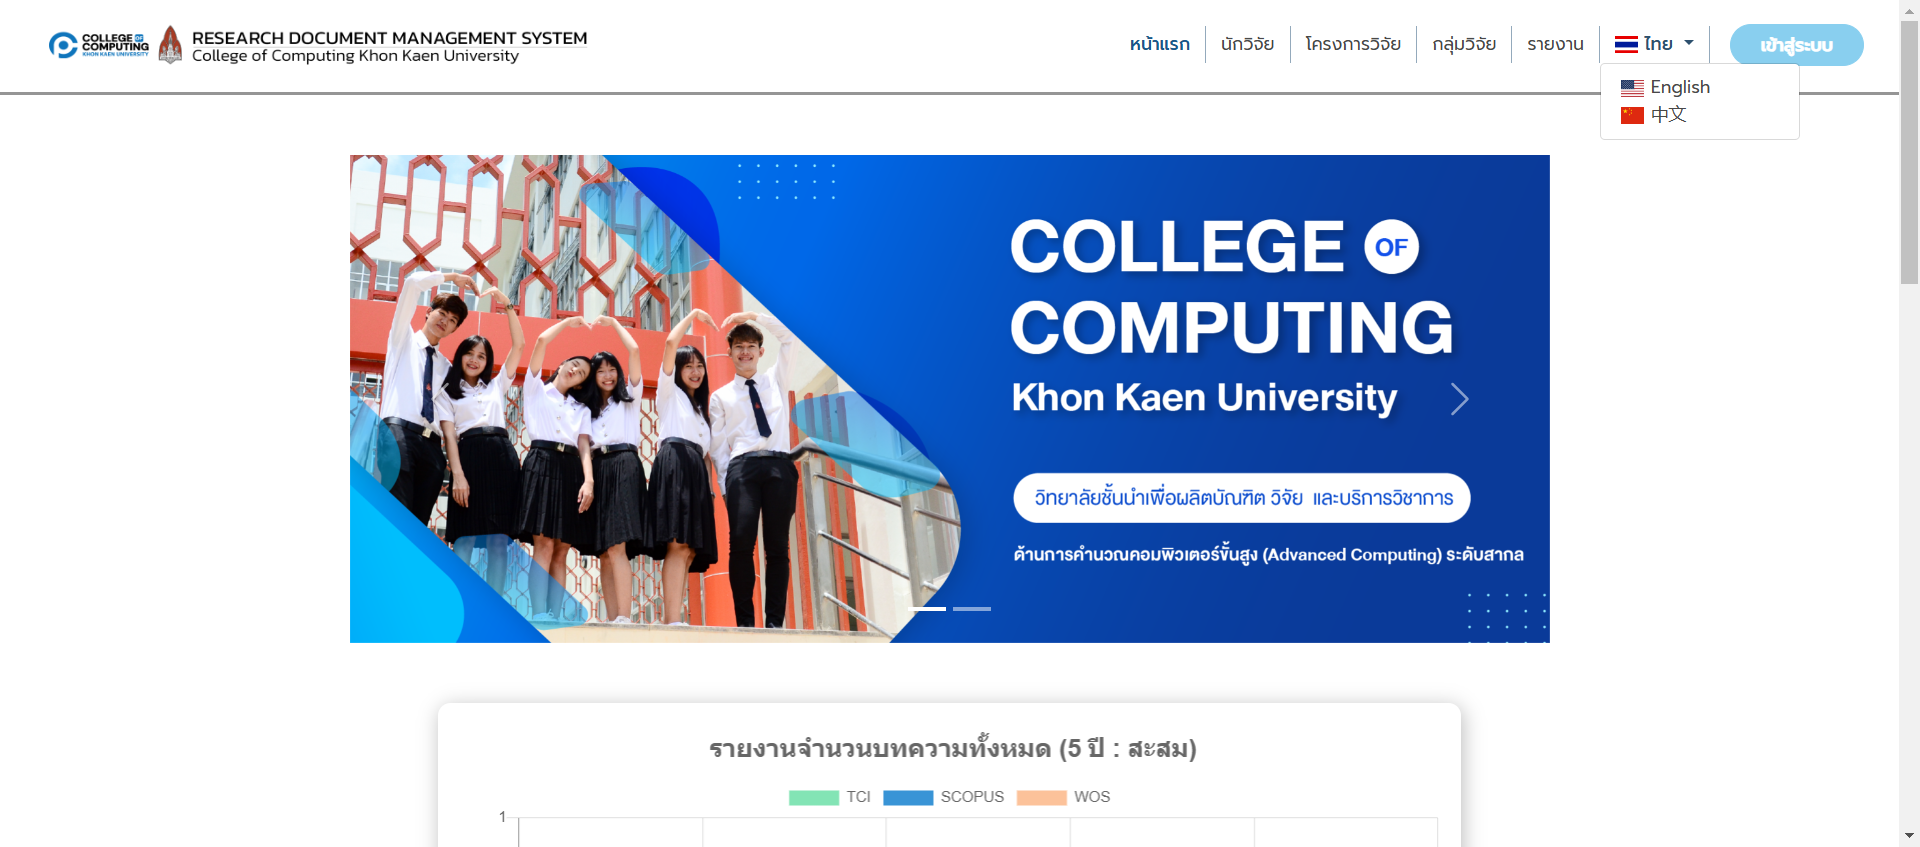 COLLEGE OF
COMPUTING
KHON KAEN UNIVERSITY
RESEARCH DOCUMENT MANAGEMENT SYSTEM
College of Computing Khon Kaen University
หน้าแรก
นักวิจัย
โครงการวิจัย
กลุ่มวิจัย
รายงาน
ไทย
เข้าสู่ระบบ
English
中文
COLLEGE OF
COMPUTING
Khon Kaen University
วิทยาลัยชั้นนำเพื่อผลิตบัณฑิต วิจัย และบริการวิชาการ
ด้านการคำนวณคอมพิวเตอร์ขั้นสูง (Advanced Computing) ระดับสากล
รายงานจำนวนบทความทั้งหมด (5 ปี : สะสม)
TCI SCOPUS WOS
1